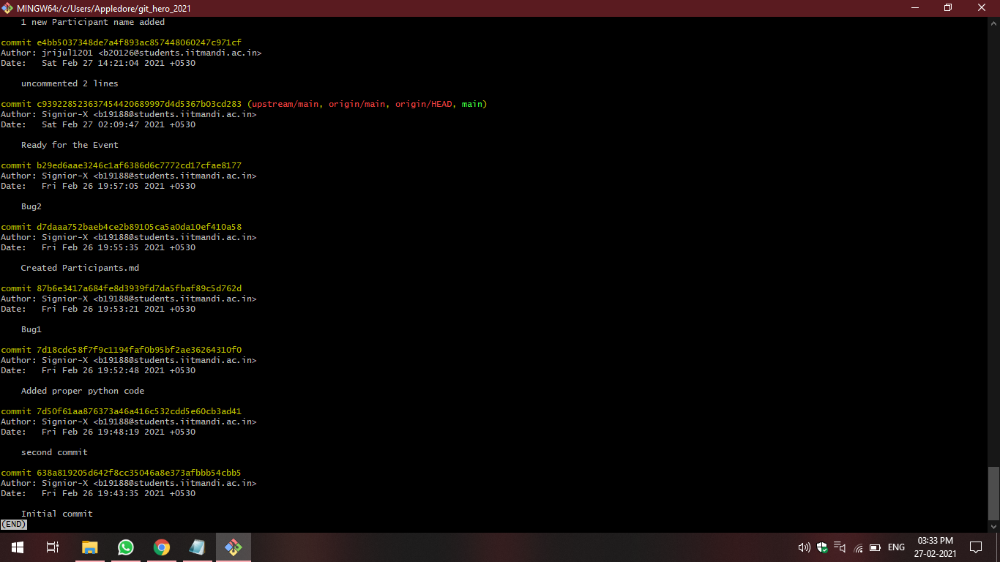 MINGW64:/c/Users/Appledore/git_hero_2021
1 new Participant name added
commit e4bb5037348de7a4f893ac857448060247c971cf
Author: jrijul1201 <b20126@students.iitmandi.ac.in>
Date: Sat Feb 27 14:21:04 2021 +0530
uncommented 2 lines
commit c939228523637454420689997d4d5367b03cd283 (upstream/main, origin/main, origin/HEAD, main)
Author: Signior-X <b19188@students.iitmandi.ac.in>
Date: Sat Feb 27 02:09:47 2021 +0530
Ready for the Event
commit b29ed6aae3246c1af6386d6c7772cd17cfae8177
Author: Signior-X <b19188@students.iitmandi.ac.in>
Date: Fri Feb 26 19:57:05 2021 +0530
Bug2
commit d7daaa752baeb4ce2b89105ca5a0da10ef410a58
Author: Signior-X <b19188@students.iitmandi.ac.in>
Date: Fri Feb 26 19:55:35 2021 +0530
Created Participants.md
commit 87b6e3417a684fe8d3939fd7da5fbaf89c5d762d
Author: Signior-X <b19188@students.iitmandi.ac.in>
Date: Fri Feb 26 19:53:21 2021 +0530
Bug1
commit 7d18cdc58f7f9c1194faf0b95bf2ae36264310f0
Author: Signior-X <b19188@students.iitmandi.ac.in>
Date: Fri Feb 26 19:52:48 2021 +0530
Added proper python code
commit 7d50f61aa876373a46a416c532cdd5e60cb3ad41
Author: Signior-X <b19188@students.iitmandi.ac.in>
Date: Fri Feb 26 19:48:19 2021 +0530
second commit
commit 638a819205d642f8cc35046a8e373afbbb54cbb5
Author: Signior-X <b19188@students.iitmandi.ac.in>
Date: Fri Feb 26 19:43:35 2021 +0530
Initial commit
(END)
ENG
03:33 PM
27-02-2021